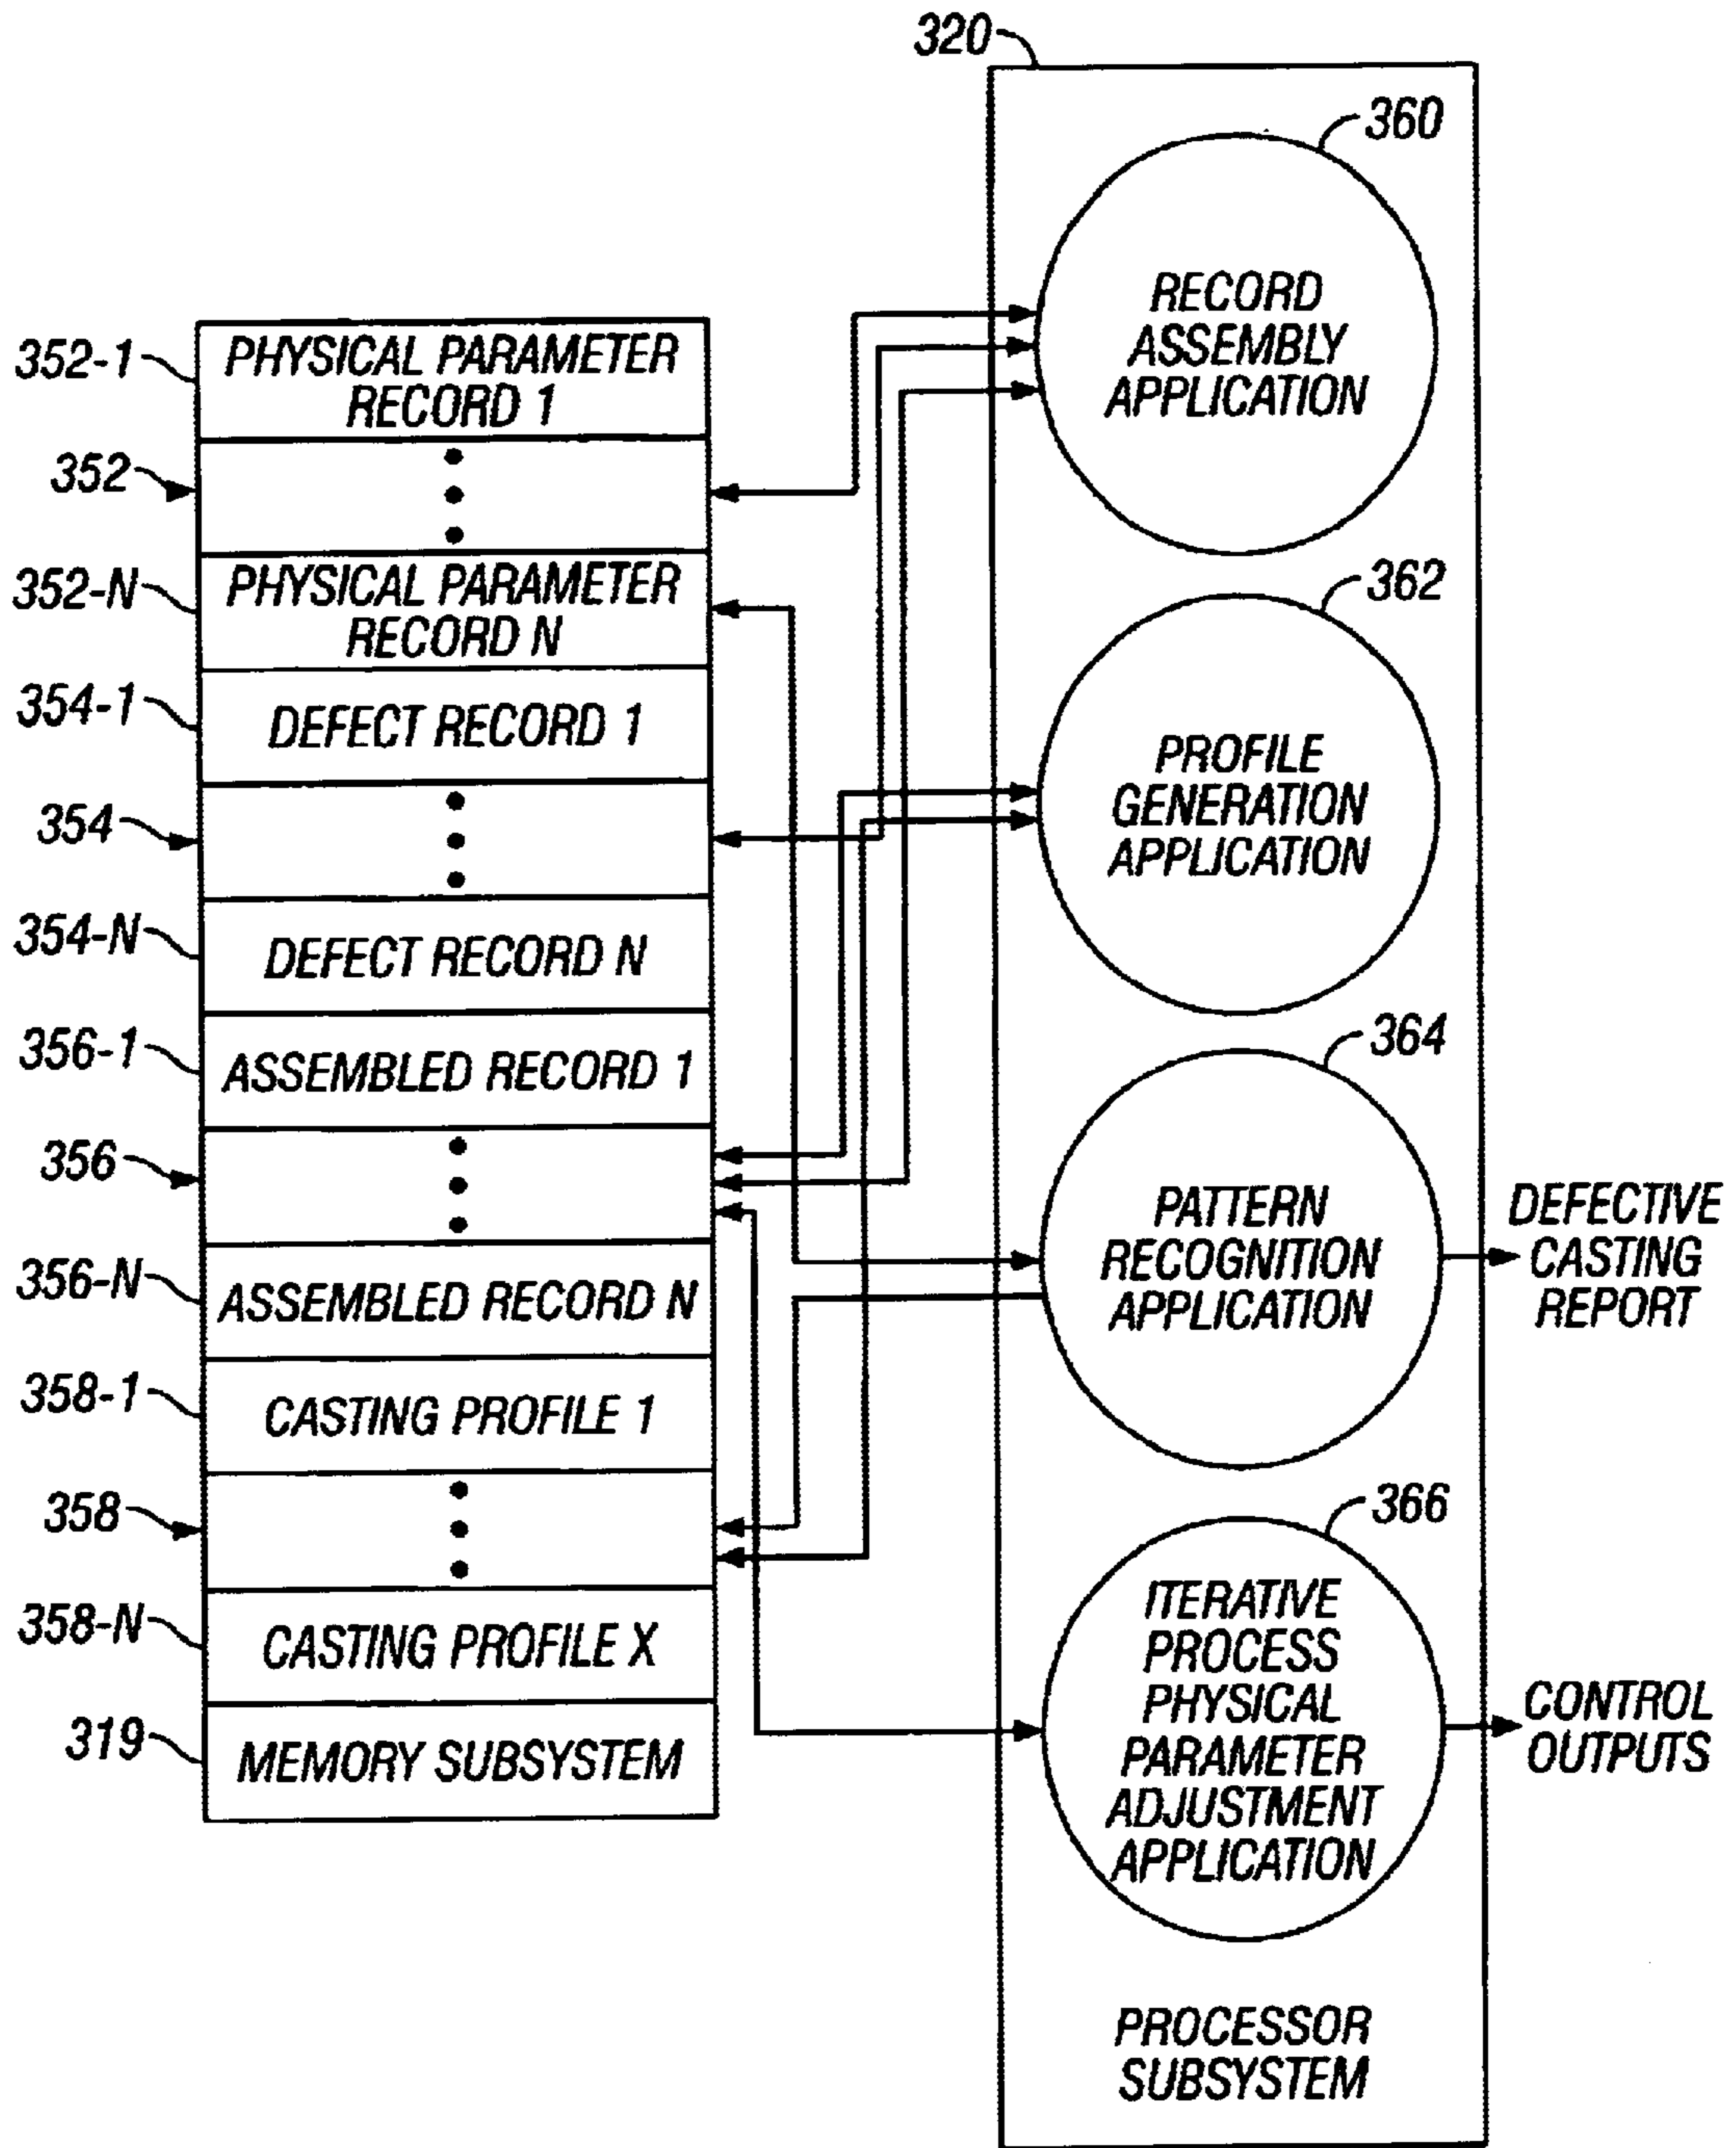 320
360
RECORD
ASSEMBLY
APPLICATION
352-1
PHYSICAL PARAMETER
RECORD 1
352
352-N
PHYSICAL PARAMETER
RECORD N
362
PROFILE
GENERATION
APPLICATION
354-1
DEFECT RECORD 1
354
354-N
DEFECT RECORD N
356-1
ASSEMBLED RECORD 1
364
356
PATTERN
RECOGNITION
APPLICATION
DEFECTIVE
CASTING
REPORT
356-N
ASSEMBLED RECORD N
358-1
CASTING PROFILE 1
358
366
358-N
CASTING PROFILE X
ITERATIVE
PROCESS
PHYSICAL
PARAMETER
ADJUSTMENT
APPLICATION
CONTROL
OUTPUTS
319
MEMORY SUBSYSTEM
PROCESSOR
SUBSYSTEM